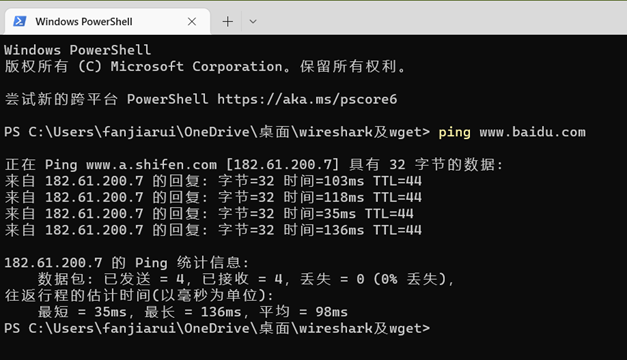 Windows PowerShell
Windows PowerShell
版权所有 (C) Microsoft Corporation。保留所有权利。
尝试新的跨平台 PowerShell https://aka.ms/pscore6
PS C:\Users\fanjiarui\OneDrive\桌面\wireshark及wget> ping www.baidu.com
正在 Ping www.a.shifen.com [182.61.200.7] 具有 32 字节的数据:
来自 182.61.200.7 的回复: 字节=32 时间=103ms TTL=44
来自 182.61.200.7 的回复: 字节=32 时间=118ms TTL=44
来自 182.61.200.7 的回复: 字节=32 时间=35ms TTL=44
来自 182.61.200.7 的回复: 字节=32 时间=136ms TTL=44
182.61.200.7 的 Ping 统计信息:
数据包: 已发送 = 4，已接收 = 4，丢失 = 0 (0% 丢失)，
往返行程的估计时间(以毫秒为单位):
最短 = 35ms，最长 = 136ms，平均 = 98ms
PS C:\Users\fanjiarui\OneDrive\桌面\wireshark及wget>